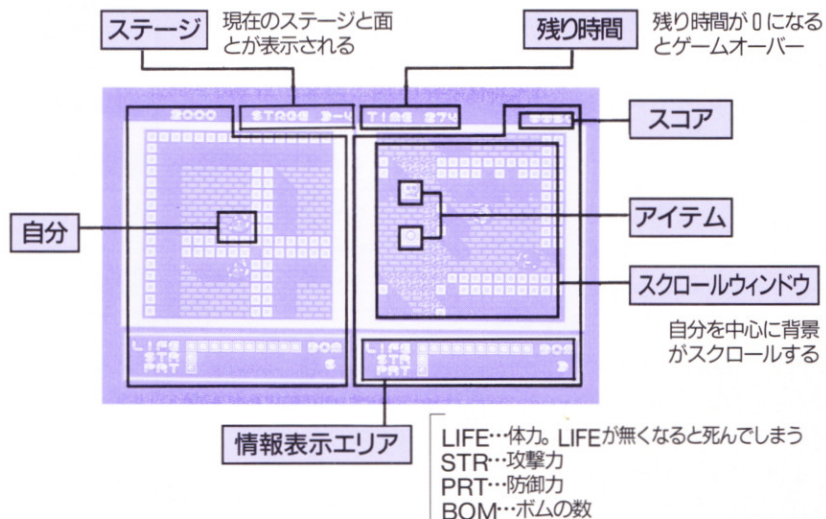 ステージ
現在のステージと面
とが表示される
残り時間
残り時間が0になる
とゲームオーバー
2000 STAGE 3-4 TIME 274
スコア
自分
アイテム
スクロールウィンドウ
自分を中心に背景
がスクロールする
LIFE BOM
STR
PRT 6
LIFE BOM
STR
PRT 3
情報表示エリア
LIFE…体力。LIFEが無くなると死んでしまう
STR…攻撃力
PRT…防御力
BOM…ボムの数